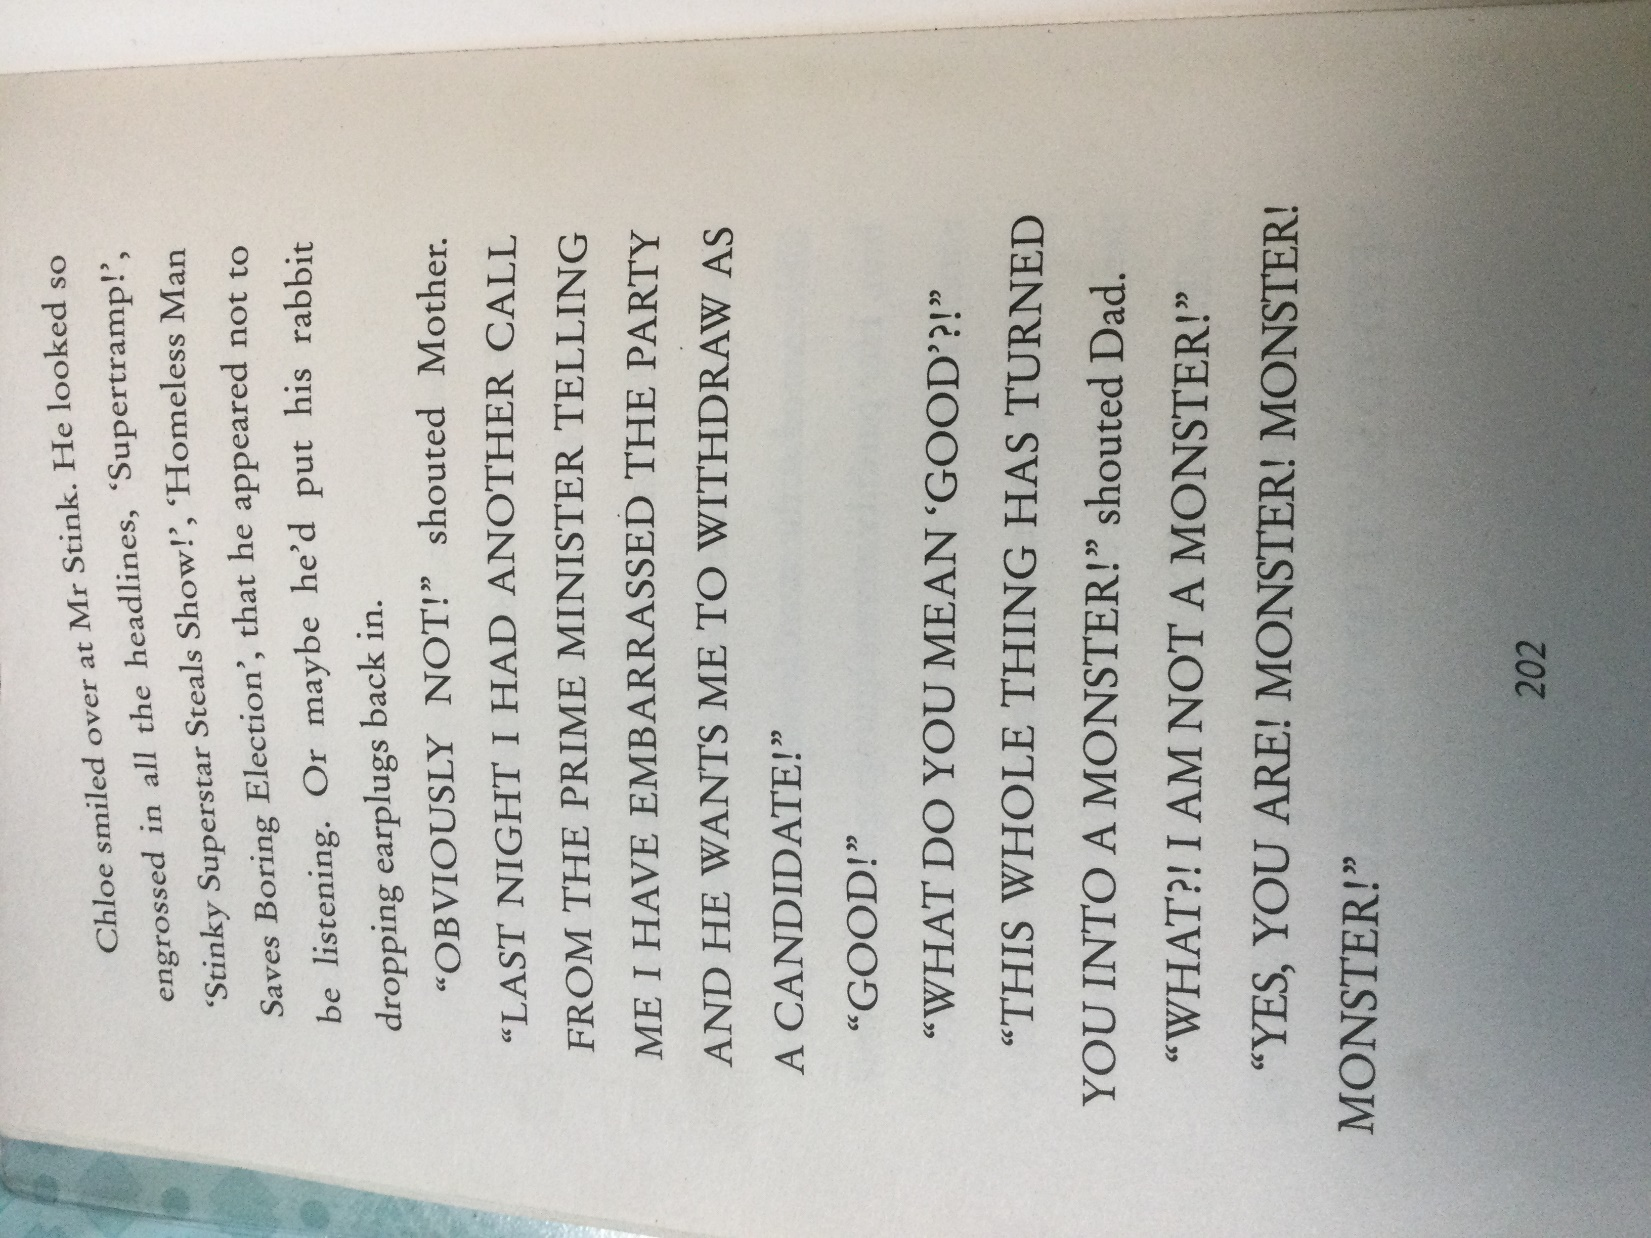 Chloe smiled over at Mr Stink. He looked so
engrossed in all the headlines, ‘Supertramp!’,
‘Stinky Superstar Steals Show!’, ‘Homeless Man
Saves Boring Election’, that he appeared not to
be listening. Or maybe he’d put his rabbit
dropping earplugs back in.
“OBVIOUSLY NOT!” shouted Mother.
“LAST NIGHT I HAD ANOTHER CALL
FROM THE PRIME MINISTER TELLING
ME I HAVE EMBARRASSED THE PARTY
AND HE WANTS ME TO WITHDRAW AS
A CANDIDATE!”
“GOOD!”
“WHAT DO YOU MEAN ‘GOOD’?!”
“THIS WHOLE THING HAS TURNED
YOU INTO A MONSTER!” shouted Dad.
“WHAT?! I AM NOT A MONSTER!”
“YES, YOU ARE! MONSTER! MONSTER!
MONSTER!”
202